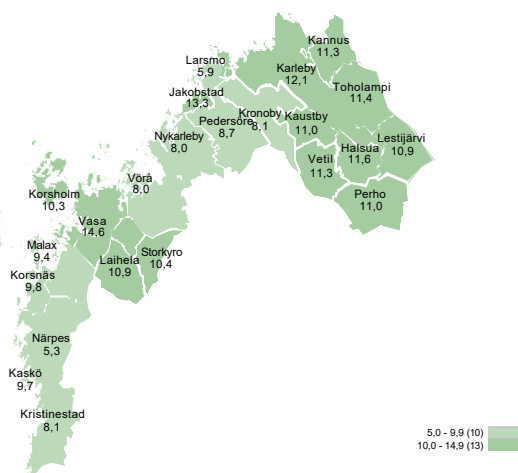 Kannus
11,3
Larsmo
5,9
Karleby
12,1
Toholampi
11,4
Jakobstad
13,3
Kronoby
8,1
Kaustby
11,0
Pedersöre
8,7
Nykarleby
8,0
Lestijärvi
10,9
Halsua
11,6
Vetil
11,3
Perho
11,0
Vörå
8,0
Korsholm
10,3
Vasa
14,6
Malax
9,4
Storkyro
10,4
Laihela
10,9
Korsnäs
9,8
Närpes
5,3
Kaskö
9,7
Kristinestad
8,1
5,0 - 9,9 (10)
10,0 - 14,9 (13)